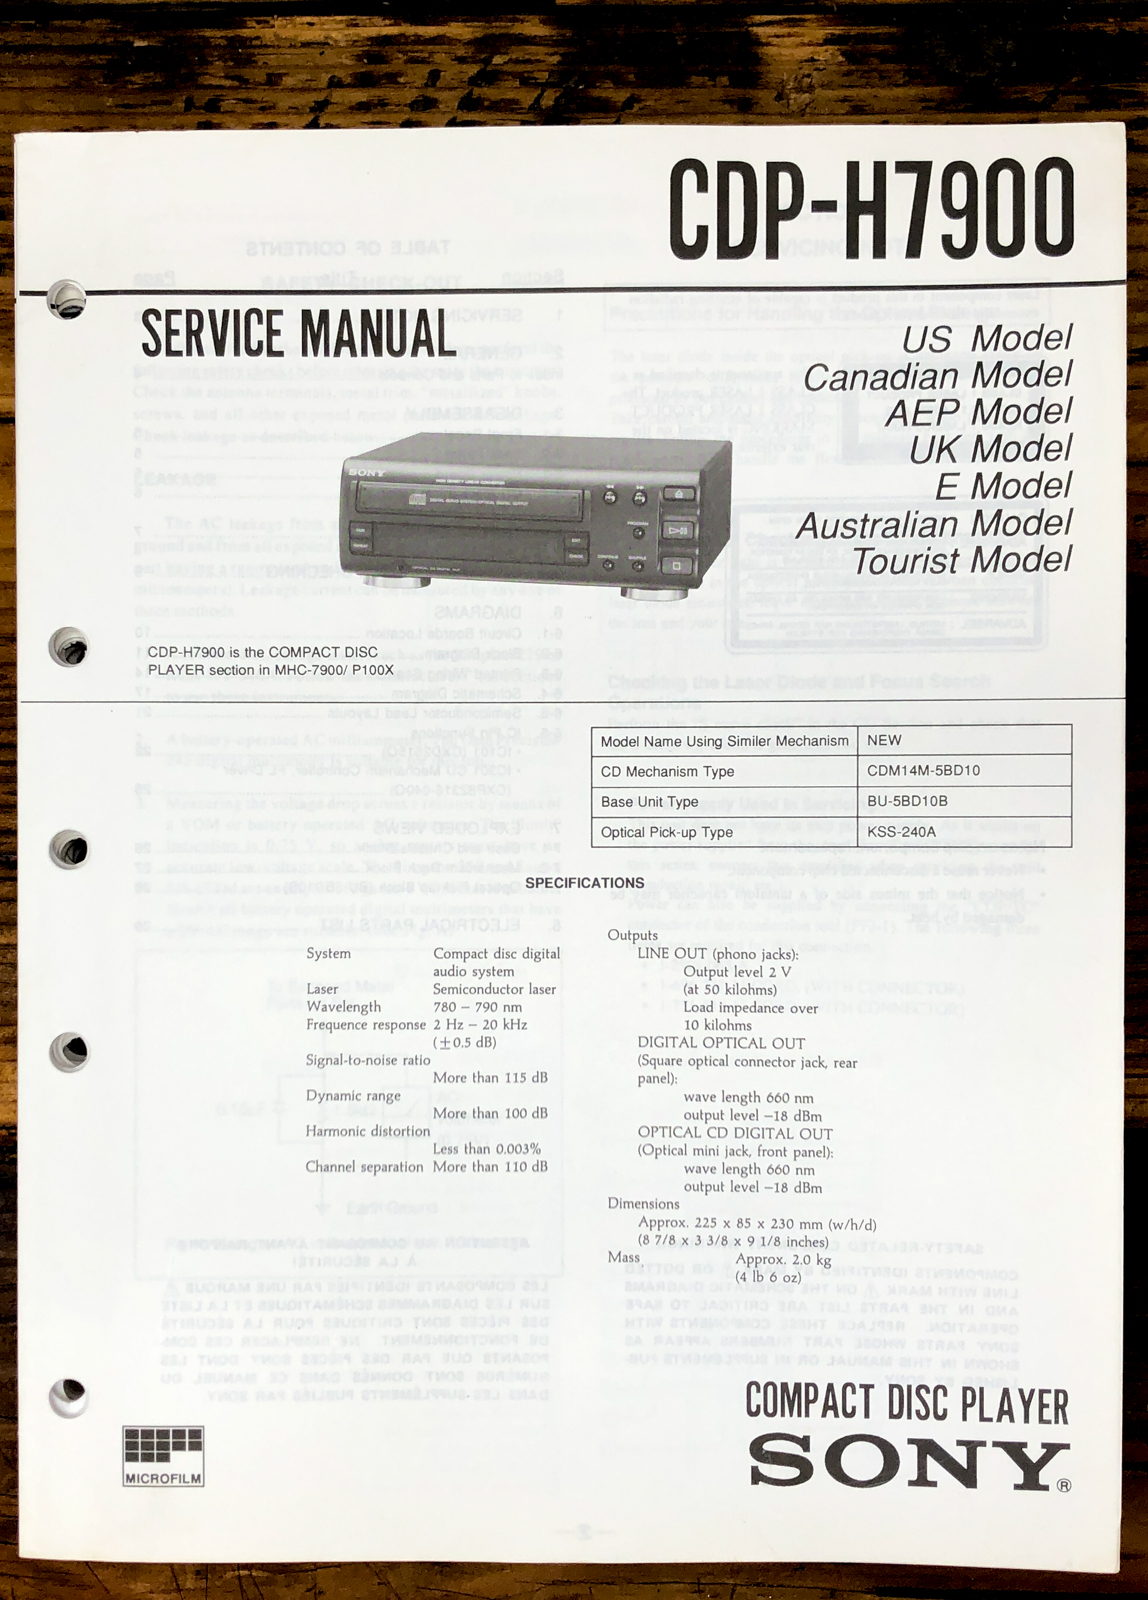 CDP-H7900
SERVICE MANUAL
US Model
Canadian Model
AEP Model
UK Model
E Model
Australian Model
Tourist Model
SONY
CDP-H7900 is the COMPACT DISC
PLAYER section in MHC-7900/ P100X
Model Name Using Similer Mechanism NEW
CD Mechanism Type CDM14M-5BD10
Base Unit Type BU-5BD10B
Optical Pick-up Type KSS-240A
SPECIFICATIONS
System Compact disc digital
audio system
Laser Semiconductor laser
Wavelength 780 – 790 nm
Frequence response 2 Hz – 20 kHz
(±0.5 dB)
Signal-to-noise ratio
More than 115 dB
Dynamic range
More than 100 dB
Harmonic distortion
Less than 0.003%
Channel separation More than 110 dB
Outputs
LINE OUT (phono jacks):
Output level 2 V
(at 50 kilohms)
Load impedance over
10 kilohms
DIGITAL OPTICAL OUT
(Square optical connector jack, rear
panel):
wave length 660 nm
output level –18 dBm
OPTICAL CD DIGITAL OUT
(Optical mini jack, front panel):
wave length 660 nm
output level –18 dBm
Dimensions
Approx. 225 x 85 x 230 mm (w/h/d)
(8 7/8 x 3 3/8 x 9 1/8 inches)
Mass Approx. 2.0 kg
(4 lb 6 oz)
MICROFILM
COMPACT DISC PLAYER
SONY®